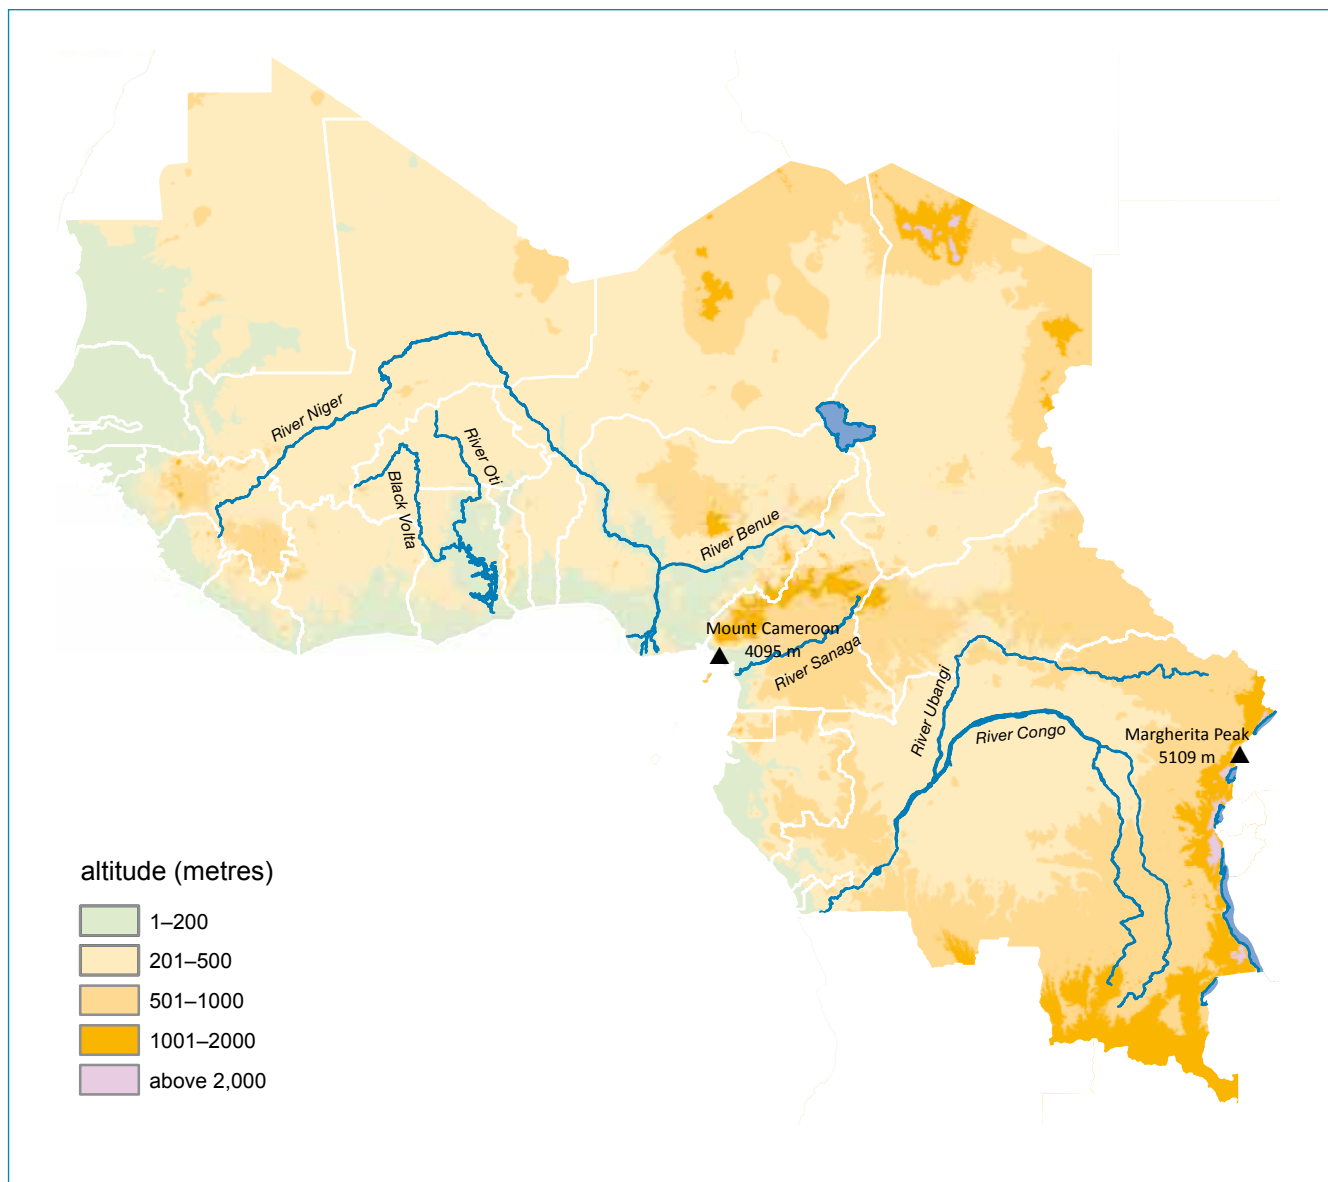 River Niger
River Oti
Black Volta
River Benue
Mount Cameroon
4095 m
River Sanaga
River Ubangi
River Congo
Margherita Peak
5109 m
altitude (metres)
1–200
201–500
501–1000
1001–2000
above 2,000